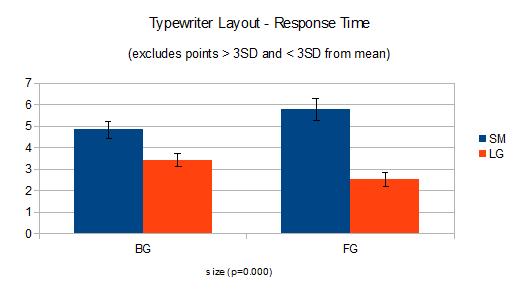 Typewriter Layout - Response Time
(excludes points > 3SD and < 3SD from mean)
7
6
5
4
3
2
1
0
SM
LG
BG FG
size (p=0.000)